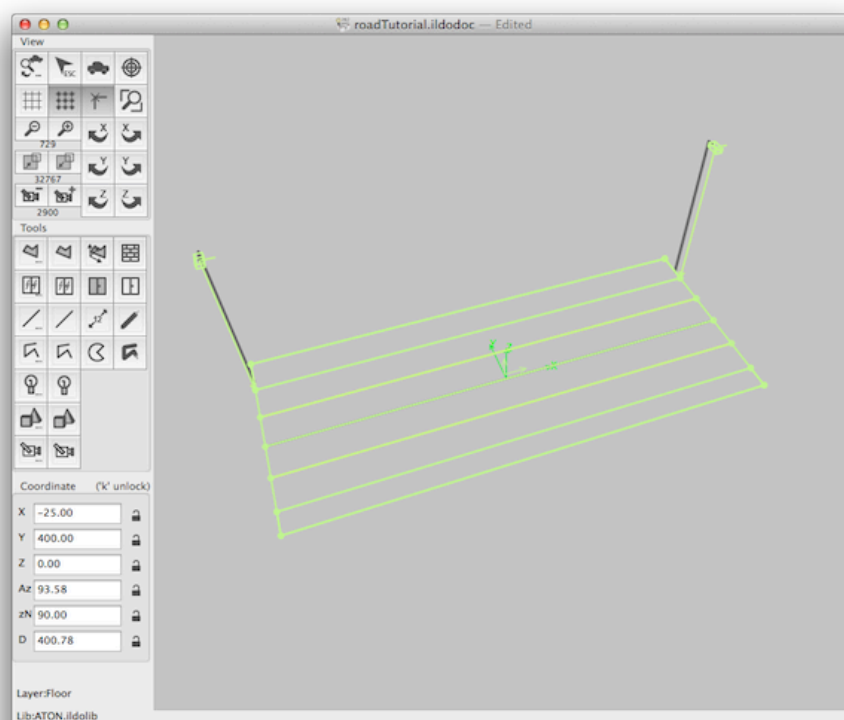 roadTutorial.ildodoc — Edited
View
ESC
X X
729
Y Y
32767
Z Z
2900
Tools
Coordinate ('k' unlock)
X -25.00
Y 400.00
Z 0.00
Az 93.58
zN 90.00
D 400.78
Layer:Floor
Lib:ATON.ildolib